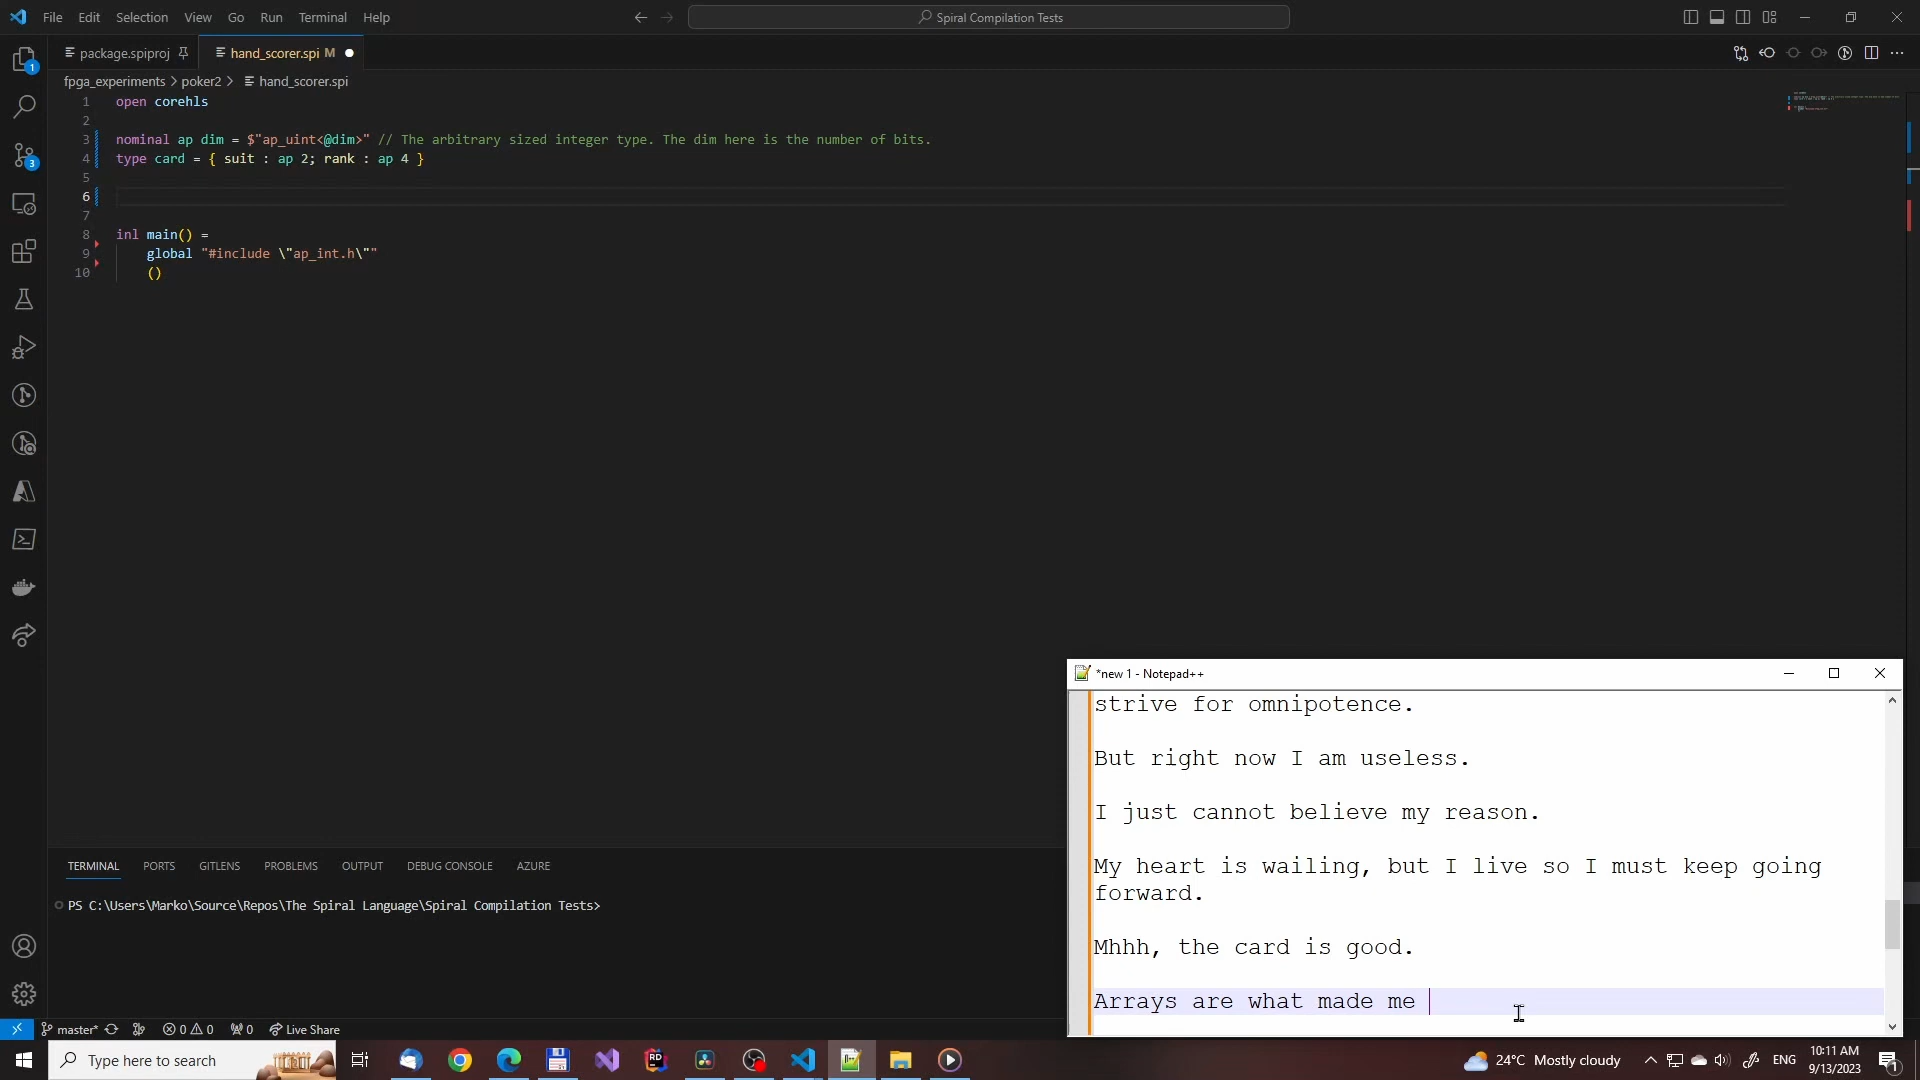 File Edit Selection View Go Run Terminal Help
Spiral Compilation Tests
package.spiproj
hand_scorer.spi M
fpga_experiments > poker2 > hand_scorer.spi
1 open corehls
2
3 nominal ap dim = $"ap_uint<@dim>" // The arbitrary sized integer type. The dim here is the number of bits.
4 type card = { suit : ap 2; rank : ap 4 }
5
6
7
8 inl main() =
9 global "#include \"ap_int.h\""
10 ()
1
3
TERMINAL PORTS GITLENS PROBLEMS OUTPUT DEBUG CONSOLE AZURE
PS C:\Users\Marko\Source\Repos\The Spiral Language\Spiral Compilation Tests>
*new 1 - Notepad++
strive for omnipotence.
But right now I am useless.
I just cannot believe my reason.
My heart is wailing, but I live so I must keep going
forward.
Mhhh, the card is good.
Arrays are what made me
master* 0 0 0 Live Share
Type here to search
RD
24°C Mostly cloudy
ENG
10:11 AM
9/13/2023
1